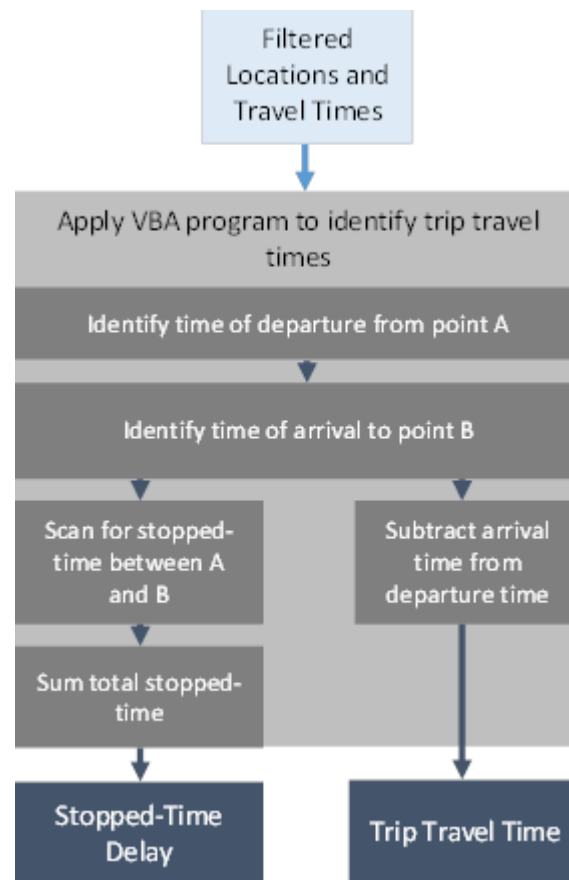 Filtered
Locations and
Travel Times
Apply VBA program to identify trip travel
times
Identify time of departure from point A
Identify time of arrival to point B
Scan for stopped-
time between A
and B
Subtract arrival
time from
departure time
Sum total stopped-
time
Stopped-Time
Delay
Trip Travel Time